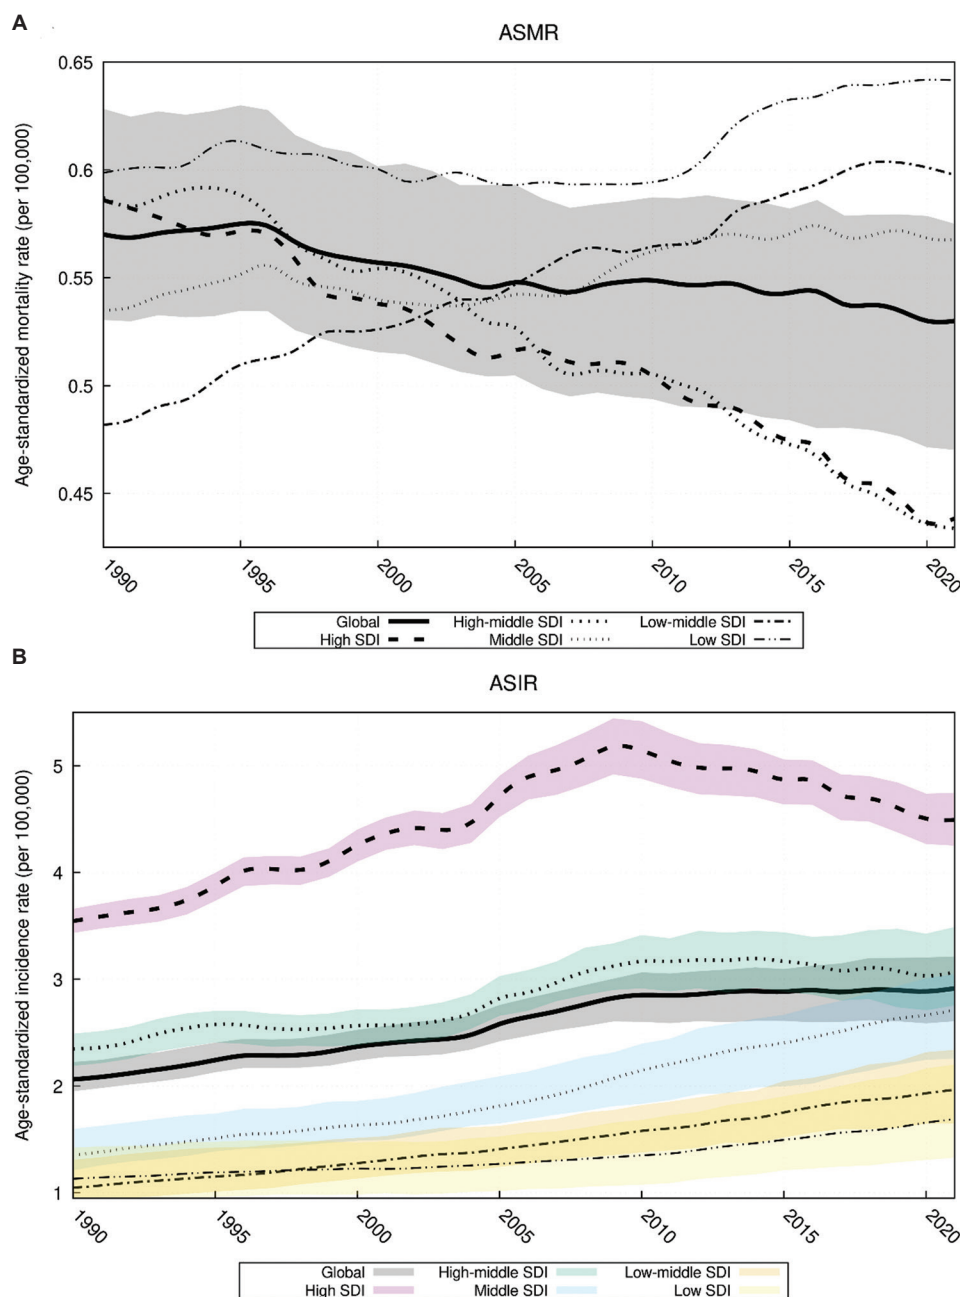 A
ASMR
Age-standardized mortality rate (per 100,000)
0.65
0.6
0.55
0.5
0.45
1990 1995 2000 2005 2010 2015 2020
Global High-middle SDI Low-middle SDI
High SDI Middle SDI Low SDI
B
ASIR
Age-standardized incidence rate (per 100,000)
5
4
3
2
1
1990 1995 2000 2005 2010 2015 2020
Global High-middle SDI Low-middle SDI
High SDI Middle SDI Low SDI